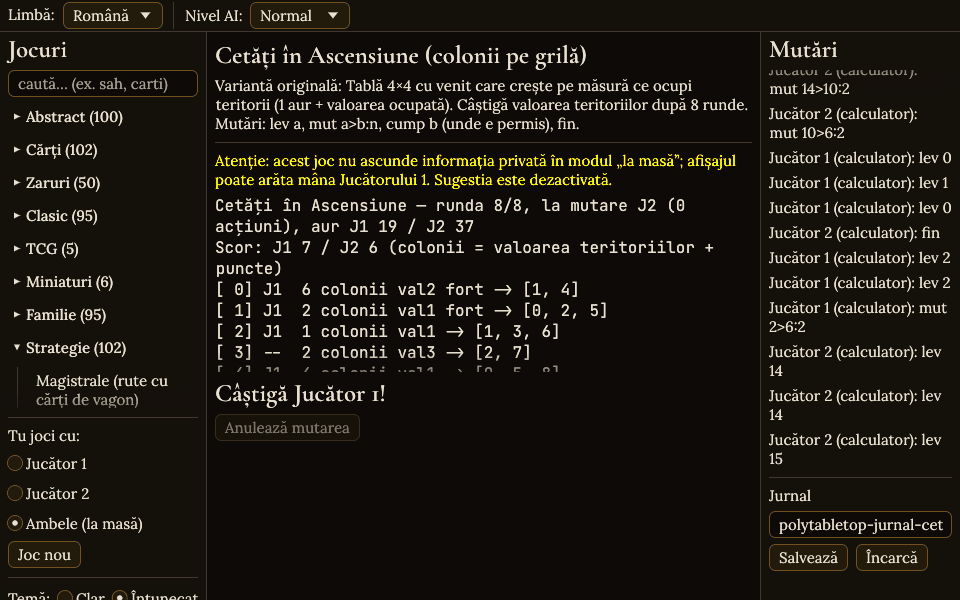 Limbă:
Română
Nivel AI:
Normal
Jocuri
caută... (ex. sah, carti)
Abstract (100)
Cărți (102)
Zaruri (50)
Clasic (95)
TCG (5)
Miniaturi (6)
Familie (95)
Strategie (102)
Magistrale (rute cu
cărți de vagon)
Tu joci cu:
Jucător 1
Jucător 2
Ambele (la masă)
Joc nou
Temă:
Clar
Întunecat
Cetăți în Ascensiune (colonii pe grilă)
Variantă originală: Tablă 4×4 cu venit care crește pe măsură ce ocupi
teritorii (1 aur + valoarea ocupată). Câștigă valoarea teritoriilor după 8 runde.
Mutări: lev a, mut a>b:n, cump b (unde e permis), fin.
Atenție: acest joc nu ascunde informația privată în modul „la masă”; afișajul
poate arăta mâna Jucătorului 1. Sugestia este dezactivată.
Cetăți în Ascensiune — runda 8/8, la mutare J2 (0
acțiuni), aur J1 19 / J2 37
Scor: J1 7 / J2 6 (colonii = valoarea teritoriilor +
puncte)
[ 0] J1  6 colonii val2 fort -> [1, 4]
[ 1] J1  2 colonii val1 fort -> [0, 2, 5]
[ 2] J1  1 colonii val1 -> [1, 3, 6]
[ 3] --  2 colonii val3 -> [2, 7]
Câștigă Jucător 1!
Anulează mutarea
Mutări
Jucător 2 (calculator):
mut 14>10:2
Jucător 2 (calculator):
mut 10>6:2
Jucător 1 (calculator): lev 0
Jucător 1 (calculator): lev 1
Jucător 1 (calculator): lev 0
Jucător 2 (calculator): fin
Jucător 1 (calculator): lev 2
Jucător 1 (calculator): lev 2
Jucător 1 (calculator): mut
2>6:2
Jucător 2 (calculator): lev
14
Jucător 2 (calculator): lev
14
Jucător 2 (calculator): lev
15
Jurnal
polytabletop-jurnal-cet
Salvează
Încarcă